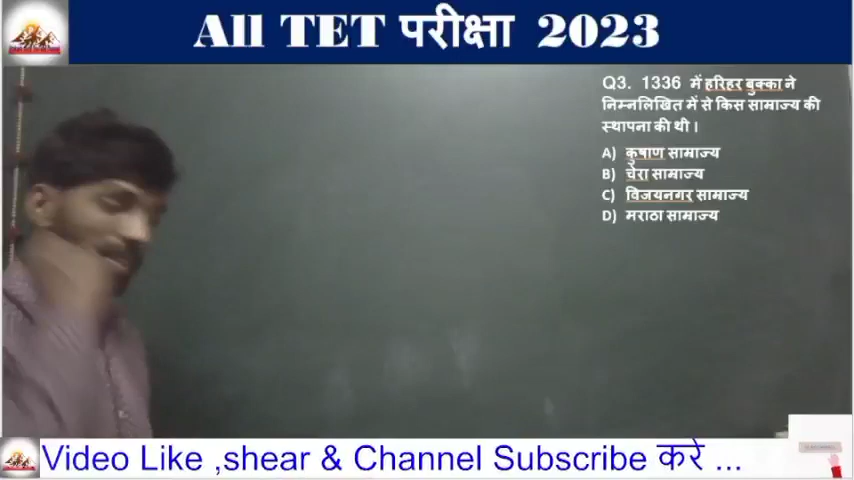 All TET परीक्षा 2023
Q3. 1336 में हरिहर बुक्का ने
निम्नलिखित में से किस साम्राज्य की
स्थापना की थी ।
A) कुषाण साम्राज्य
B) चेरा साम्राज्य
C) विजयनगर साम्राज्य
D) मराठा साम्राज्य
Video Like ,shear & Channel Subscribe करे ...